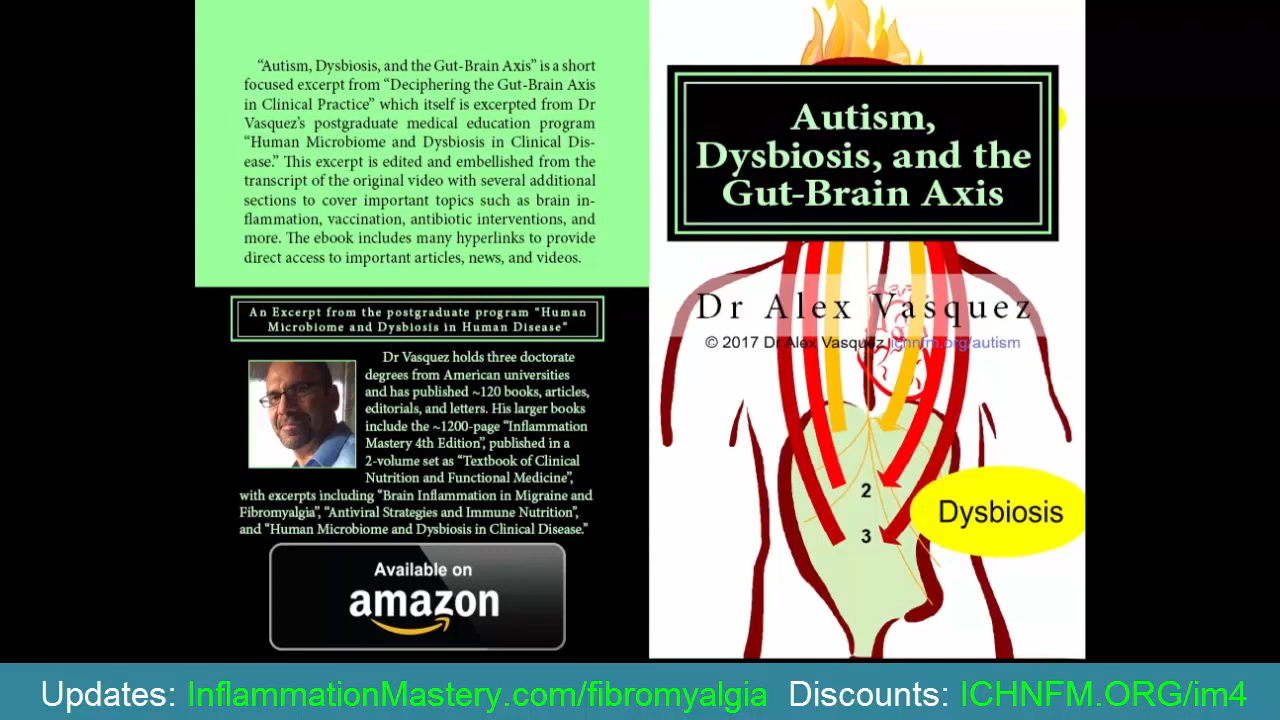 “Autism, Dysbiosis, and the Gut-Brain Axis” is a short
focused excerpt from “Deciphering the Gut-Brain Axis
in Clinical Practice” which itself is excerpted from Dr
Vasquez’s postgraduate medical education program
“Human Microbiome and Dysbiosis in Clinical Dis-
ease.” This excerpt is edited and embellished from the
transcript of the original video with several additional
sections to cover important topics such as brain in-
flammation, vaccination, antibiotic interventions, and
more. The ebook includes many hyperlinks to provide
direct access to important articles, news, and videos.
An Excerpt from the postgraduate program “Human
Microbiome and Dysbiosis in Human Disease”
Dr Vasquez holds three doctorate
degrees from American universities
and has published ~120 books, articles,
editorials, and letters. His larger books
include the ~1200-page “Inflammation
Mastery 4th Edition”, published in a
2-volume set as “Textbook of Clinical
Nutrition and Functional Medicine”,
with excerpts including “Brain Inflammation in Migraine and
Fibromyalgia”, “Antiviral Strategies and Immune Nutrition”,
and “Human Microbiome and Dysbiosis in Clinical Disease.”
Available on
amazon
Autism,
Dysbiosis, and the
Gut-Brain Axis
Dr Alex Vasquez
© 2017 Dr Alex Vasquez ichnfm.org/autism
2
Dysbiosis
3
Updates: InflammationMastery.com/fibromyalgia Discounts: ICHNFM.ORG/im4